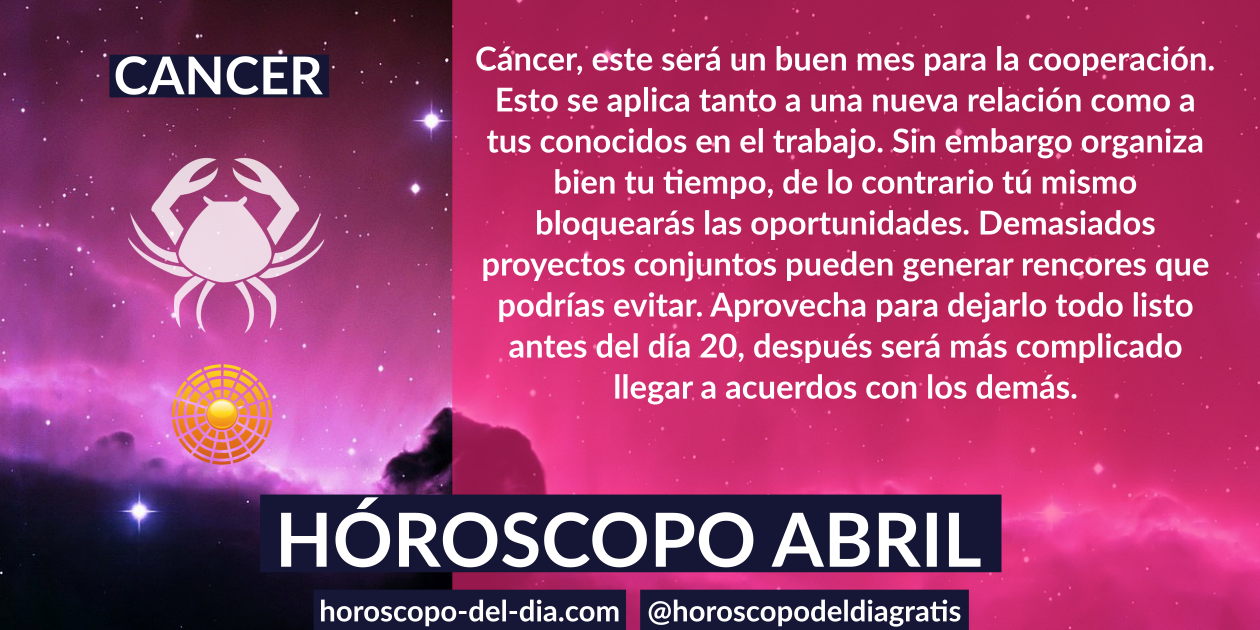 CANCER
Cáncer, este será un buen mes para la cooperación.
Esto se aplica tanto a una nueva relación como a
tus conocidos en el trabajo. Sin embargo organiza
bien tu tiempo, de lo contrario tú mismo
bloquearás las oportunidades. Demasiados
proyectos conjuntos pueden generar rencores que
podrías evitar. Aprovecha para dejarlo todo listo
antes del día 20, después será más complicado
llegar a acuerdos con los demás.
HÓROSCOPO ABRIL
horoscopo-del-dia.com
@horoscopodeldiagratis